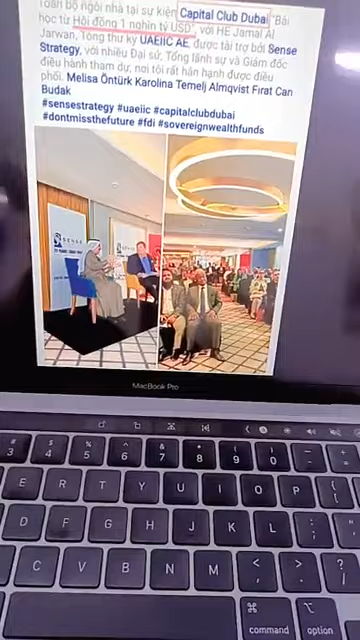 Toàn bộ ngôi nhà tại sự kiện Capital Club Dubai "Bài
học từ Hội đồng 1 nghìn tỷ USD", với HE Jamal Al
Jarwan, Tổng thư ký UAEIIC AE, được tài trợ bởi Sense
Strategy, với nhiều Đại sứ, Tổng lãnh sự và Giám đốc
điều hành tham dự, nơi tôi rất hân hạnh được điều
phối. Melisa Öntürk Karolina Temelj Almqvist Fırat Can
Budak
#sensestrategy #uaeiic #capitalclubdubai
#dontmissthefuture #fdi #sovereignwealthfunds
SENSE
SENSE
MacBook Pro
# 3 $ 4 % 5 ^ 6 & 7 * 8 ( 9 ) 0
E R T Y U I O P {
D F G H J K L : ;
C V B N M < , > . ? /
⌘ command ⌥ option